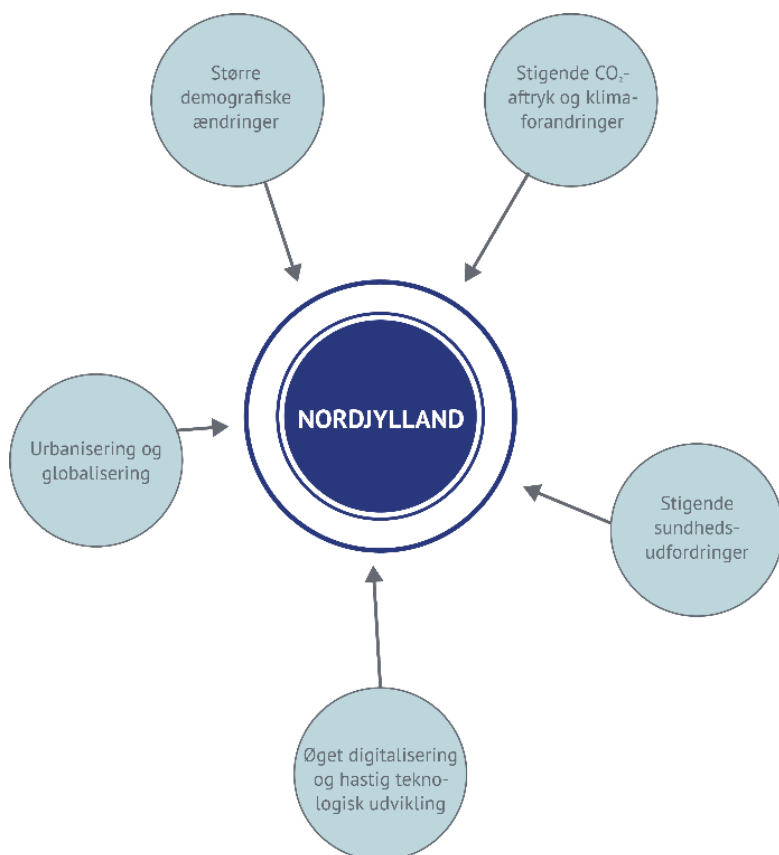 Større
demografiske
ændringer
Stigende CO₂-
aftryk og klima-
forandringer
NORDJYLLAND
Urbanisering og
globalisering
Stigende
sundheds-
udfordringer
Øget digitalisering
og hastig tekno-
logisk udvikling